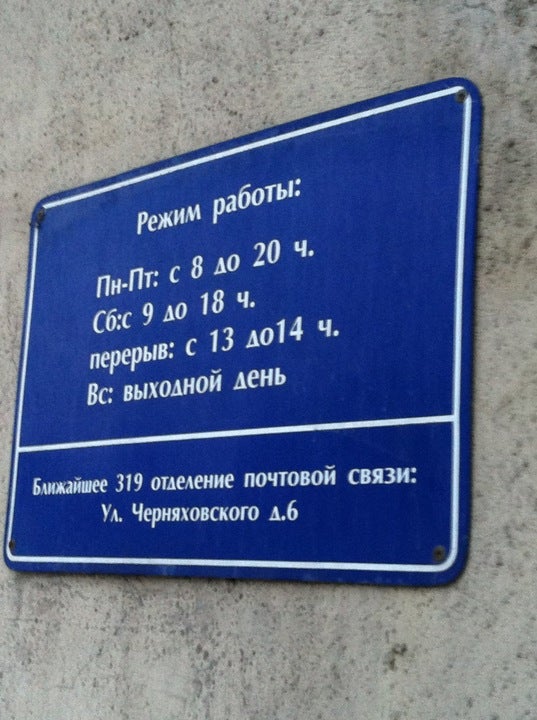 Режим работы:
Пн-Пт: с 8 до 20 ч.
Сб:с 9 до 18 ч.
перерыв: с 13 до14 ч.
Вс: выходной день
Ближайшее 319 отделение почтовой связи:
Ул. Черняховского д.6